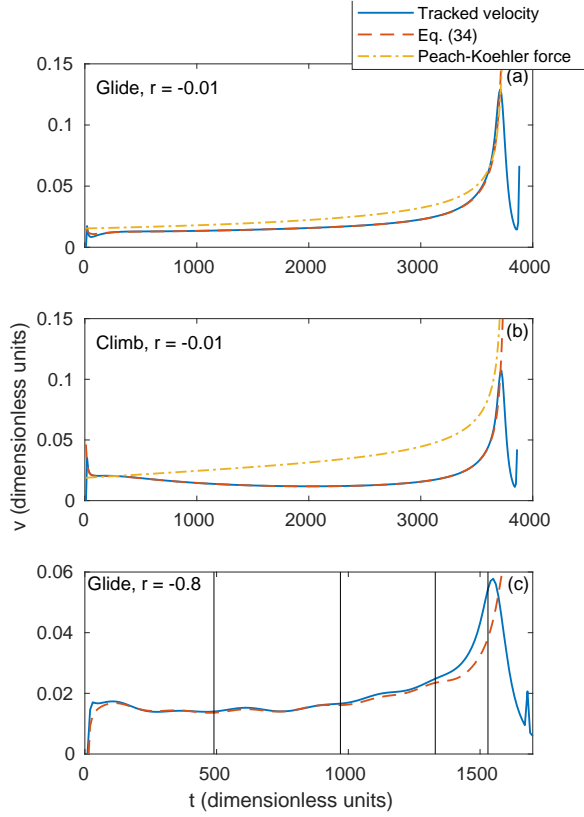 Tracked velocity
Eq. (34)
Peach-Koehler force
0.15
0.1
0.05
0
Glide, r = -0.01
(a)
0 1000 2000 3000 4000
0.15
0.1
0.05
0
Climb, r = -0.01
(b)
0 1000 2000 3000 4000
v (dimensionless units)
0.06
0.04
0.02
0
Glide, r = -0.8
(c)
0 500 1000 1500
t (dimensionless units)